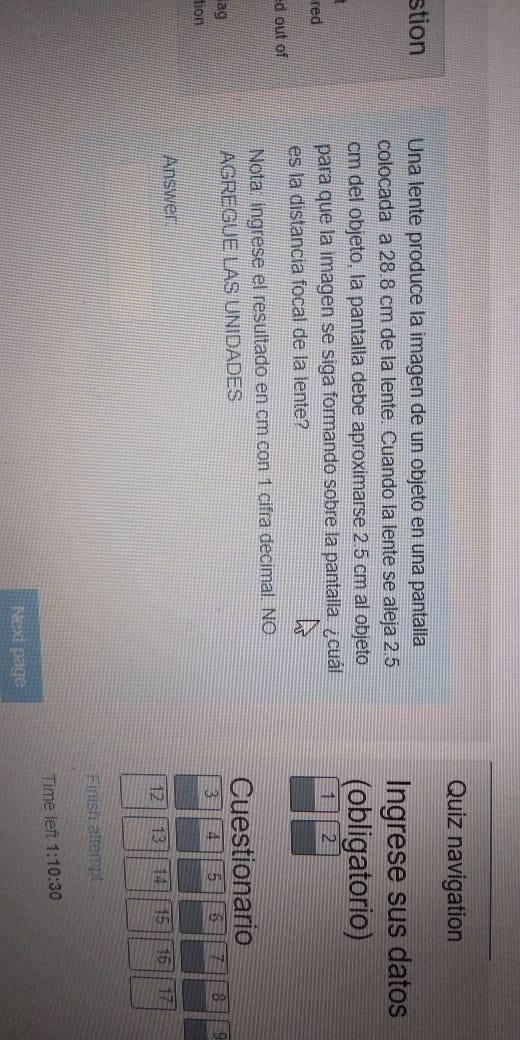 stion
t
red
d out of
ag
tion
Una lente produce la imagen de un objeto en una pantalla
colocada a 28.8 cm de la lente. Cuando la lente se aleja 2.5
cm del objeto, la pantalla debe aproximarse 2.5 cm al objeto
para que la imagen se siga formando sobre la pantalla. ¿cuál
es la distancia focal de la lente?
Nota: ingrese el resultado en cm con 1 cifra decimal. NO
AGREGUE LAS UNIDADES
Answer:
Next page
Quiz navigation
Ingrese sus datos
(obligatorio)
1 2
Cuestionario
3 4 5 6 7 8 9
12 13 14 15 16 17
Finish attempt
Time left 1:10:30